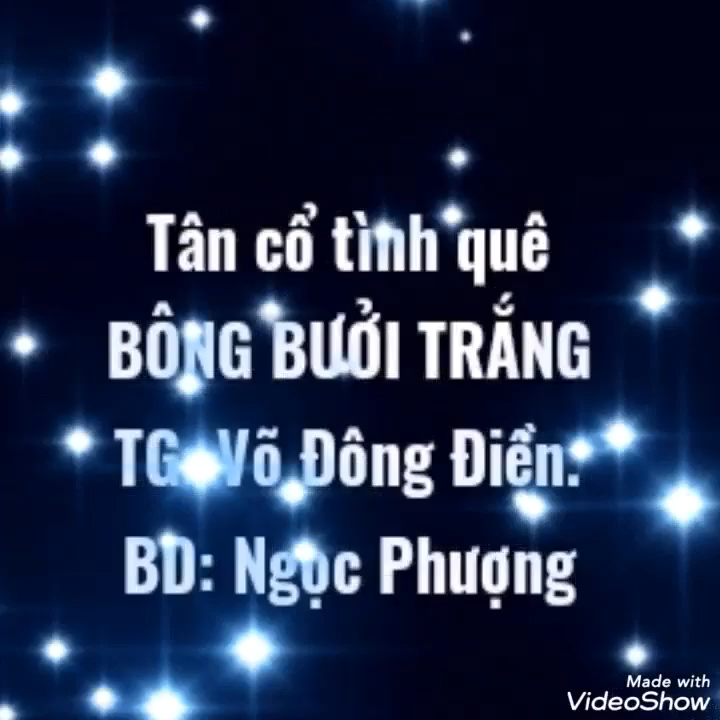 Tân cổ tình quê
BÔNG BƯỞI TRẮNG
TG: Võ Đông Điền.
BD: Ngọc Phượng
Made with
VideoShow